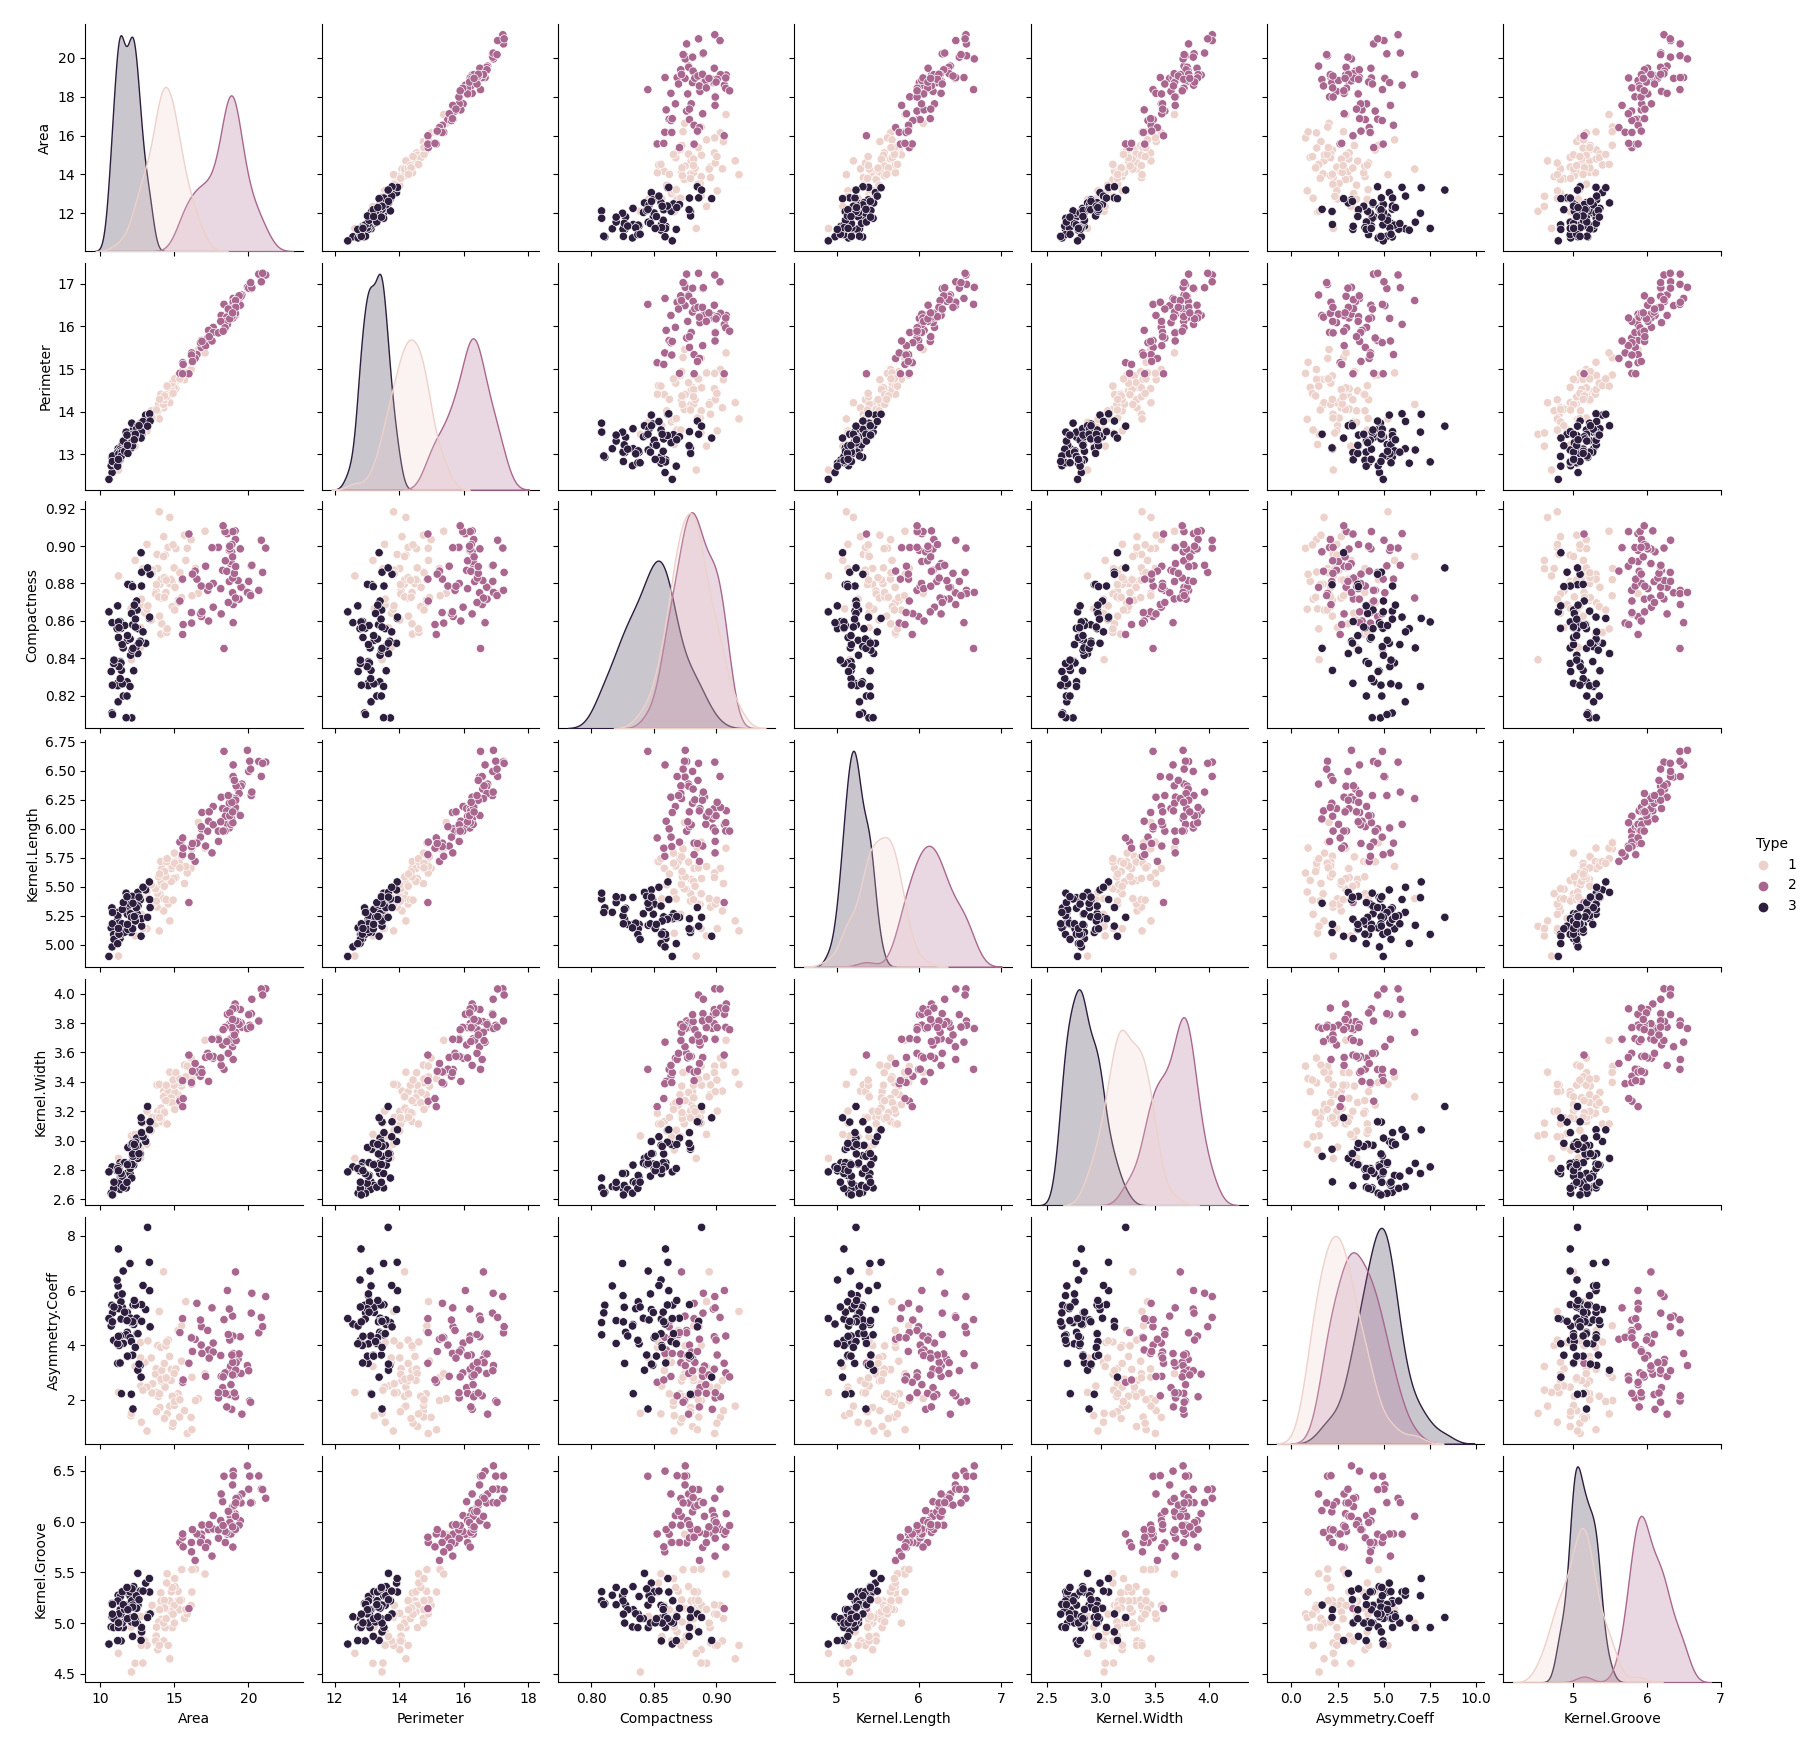 20
18
16
14
12
Area
17
16
15
14
13
Perimeter
0.92
0.90
0.88
0.86
0.84
0.82
Compactness
6.75
6.50
6.25
6.00
5.75
5.50
5.25
5.00
Kernel.Length
Type
1
2
3
4.0
3.8
3.6
3.4
3.2
3.0
2.8
2.6
Kernel.Width
8
6
4
2
Asymmetry.Coeff
6.5
6.0
5.5
5.0
4.5
Kernel.Groove
10 15 20
12 14 16 18
0.80 0.85 0.90
5 6 7
2.5 3.0 3.5 4.0
0.0 2.5 5.0 7.5 10.0
5 6 7
Area
Perimeter
Compactness
Kernel.Length
Kernel.Width
Asymmetry.Coeff
Kernel.Groove